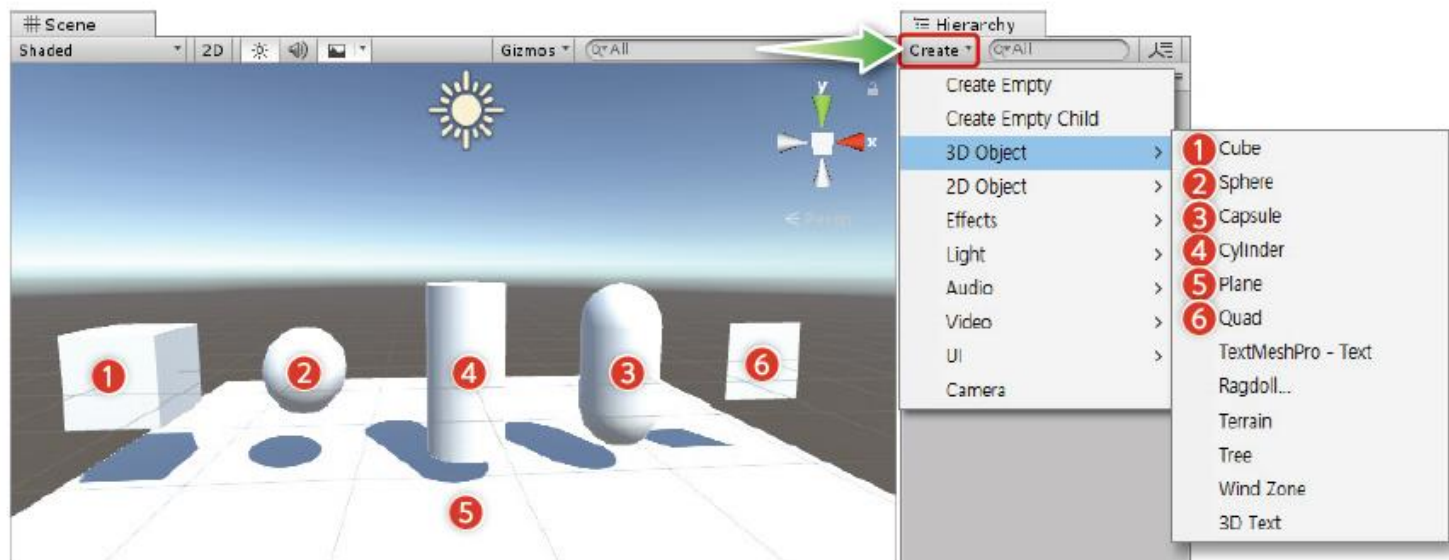 Scene
Shaded 2D Gizmos All
y
x
Persp
1
2
4
3
6
5
Hierarchy
Create All
Create Empty
Create Empty Child
3D Object
2D Object
Effects
Light
Audio
Video
UI
Camera
1 Cube
2 Sphere
3 Capsule
4 Cylinder
5 Plane
6 Quad
TextMeshPro - Text
Ragdoll...
Terrain
Tree
Wind Zone
3D Text